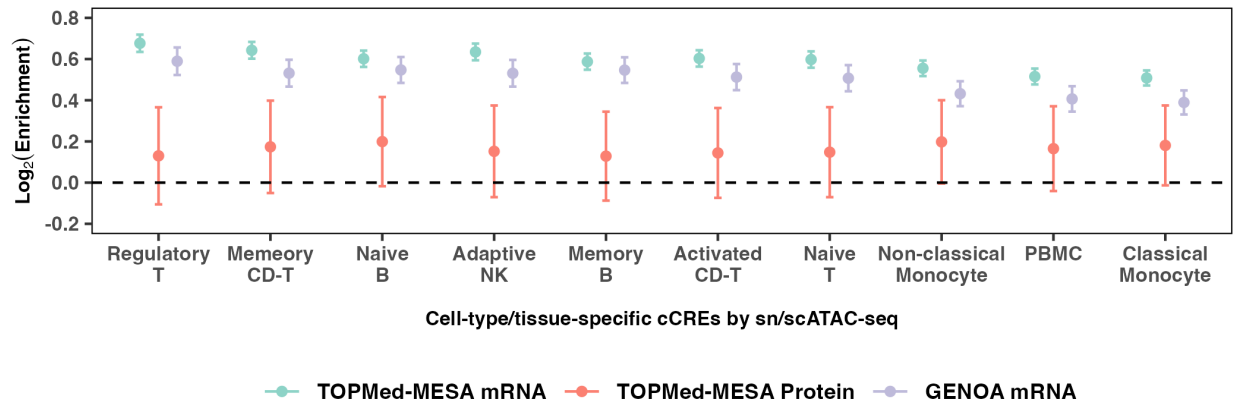 Log2(Enrichment)
0.8
0.6
0.4
0.2
0.0
-0.2
Regulatory Memeory Naive Adaptive Memory Activated Naive Non-classical PBMC Classical
T CD-T B NK B CD-T T Monocyte Monocyte
Cell-type/tissue-specific cCREs by sn/scATAC-seq
TOPMed-MESA mRNA TOPMed-MESA Protein GENOA mRNA